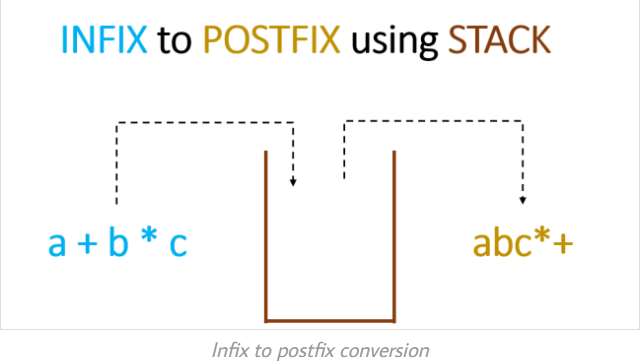 INFIX to POSTFIX using STACK
a + b * c
abc*+
Infix to postfix conversion